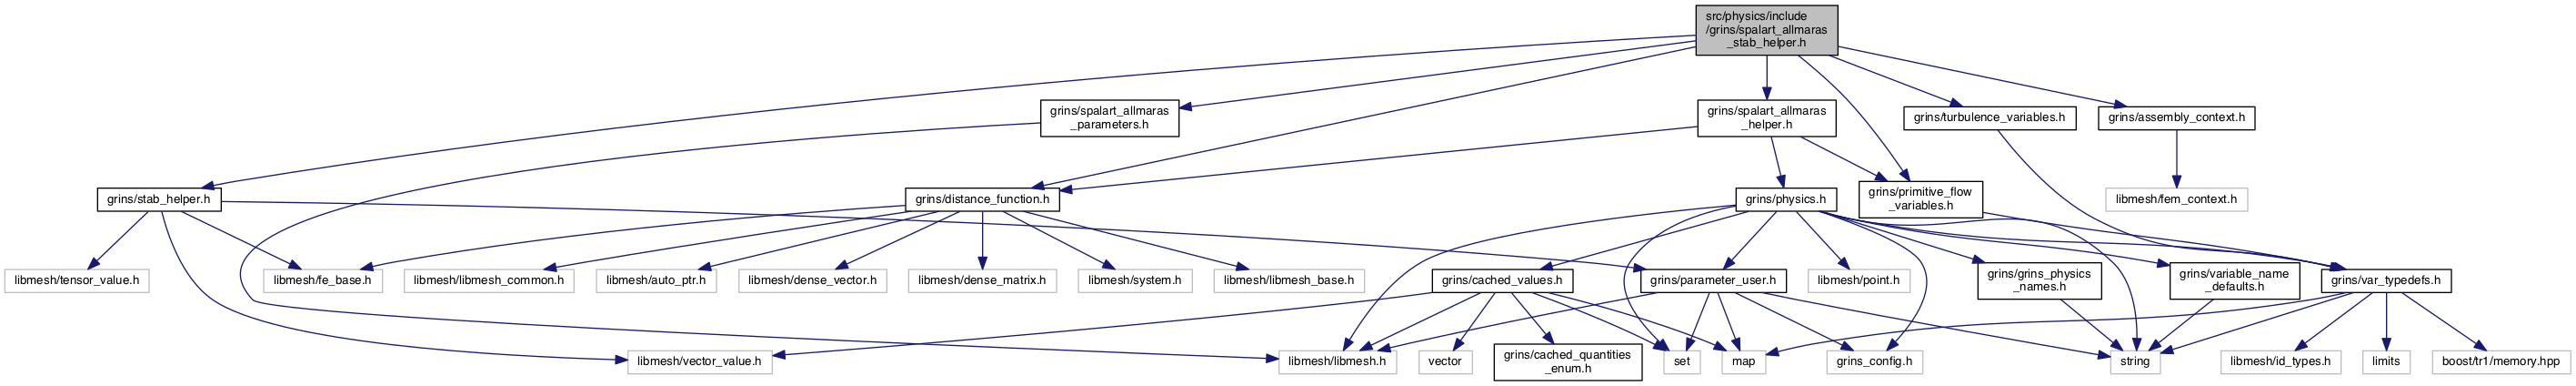 src/physics/include
/grins/spalart_allmaras
_stab_helper.h
grins/spalart_allmaras
_parameters.h
grins/spalart_allmaras
_helper.h
grins/turbulence_variables.h
grins/assembly_context.h
grins/stab_helper.h
grins/distance_function.h
grins/physics.h
grins/primitive_flow
_variables.h
libmesh/fem_context.h
libmesh/tensor_value.h
libmesh/fe_base.h
libmesh/libmesh_common.h
libmesh/auto_ptr.h
libmesh/dense_vector.h
libmesh/dense_matrix.h
libmesh/system.h
libmesh/libmesh_base.h
grins/cached_values.h
grins/parameter_user.h
libmesh/point.h
grins/grins_physics
_names.h
grins/variable_name
_defaults.h
grins/var_typedefs.h
libmesh/vector_value.h
libmesh/libmesh.h
vector
grins/cached_quantities
_enum.h
set
map
grins_config.h
string
libmesh/id_types.h
limits
boost/tr1/memory.hpp